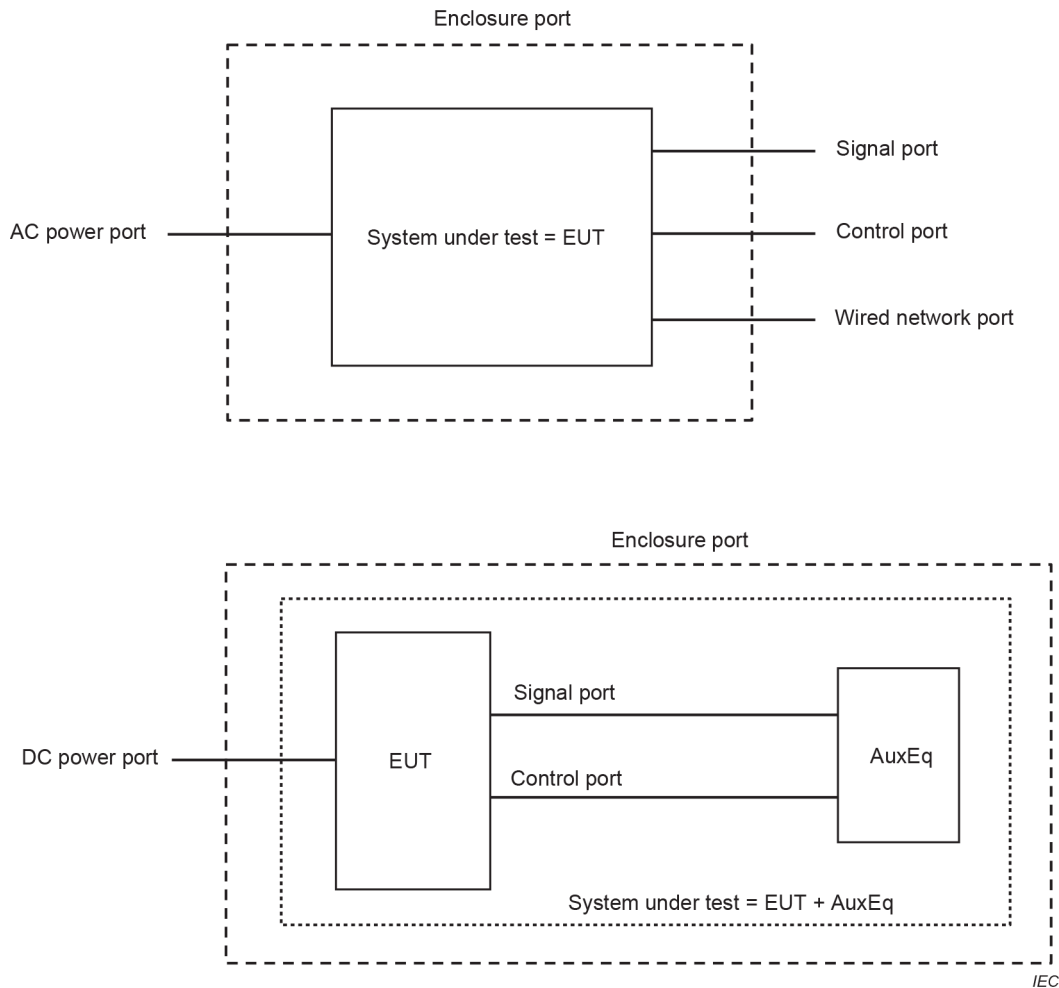 Enclosure port
Signal port
AC power port
System under test = EUT
Control port
Wired network port
Enclosure port
Signal port
DC power port
EUT
AuxEq
Control port
System under test = EUT + AuxEq
IEC